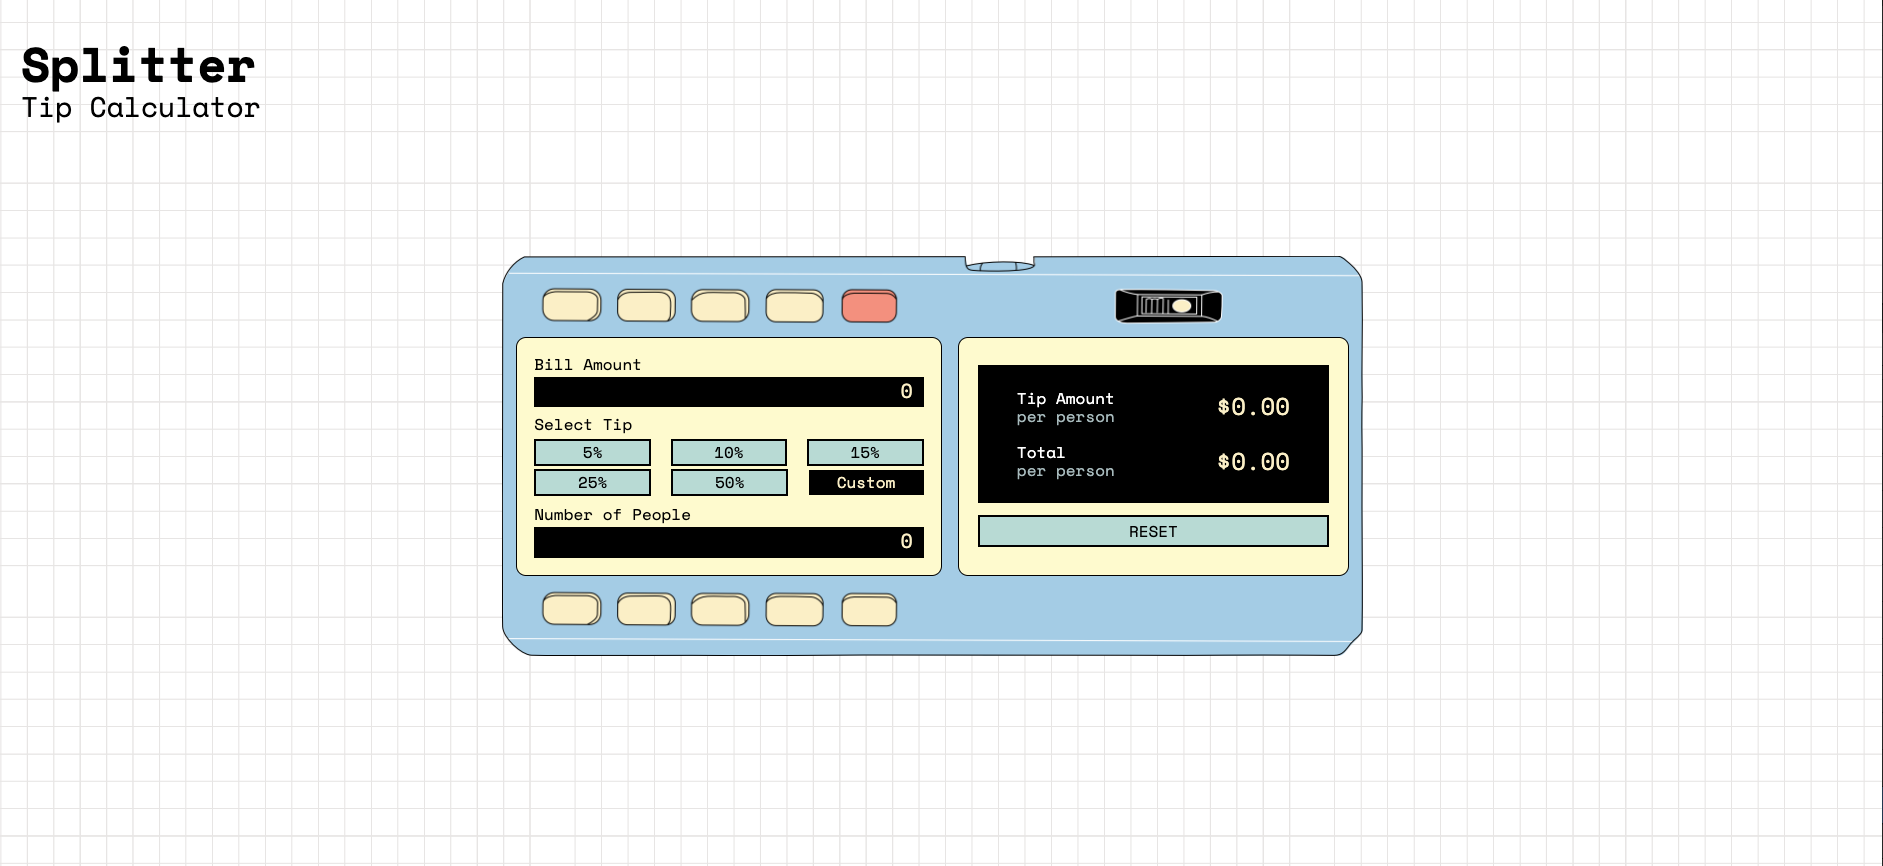 Splitter
Tip Calculator
Bill Amount
0
Select Tip
5% 10% 15%
25% 50% Custom
Number of People
0
Tip Amount
per person
$0.00
Total
per person
$0.00
RESET